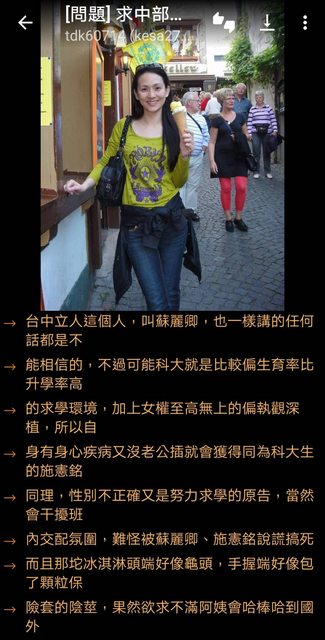 [問題] 求中部...
tdk60714 (kesa27...
→ 台中立人這個人，叫蘇麗卿，也一樣講的任何
話都是不
→ 能相信的，不過可能科大就是比較偏生育率比
升學率高
→ 的求學環境，加上女權至高無上的偏執觀深
植，所以自
→ 身有身心疾病又沒老公插就會獲得同為科大生
的施憲銘
→ 同理，性別不正確又是努力求學的原告，當然
會干擾班
→ 內交配氛圍，難怪被蘇麗卿、施憲銘說謊搞死
→ 而且那坨冰淇淋頭端好像龜頭，手握端好像包
了顆粒保
→ 險套的陰莖，果然欲求不滿阿姨會哈棒哈到國
外